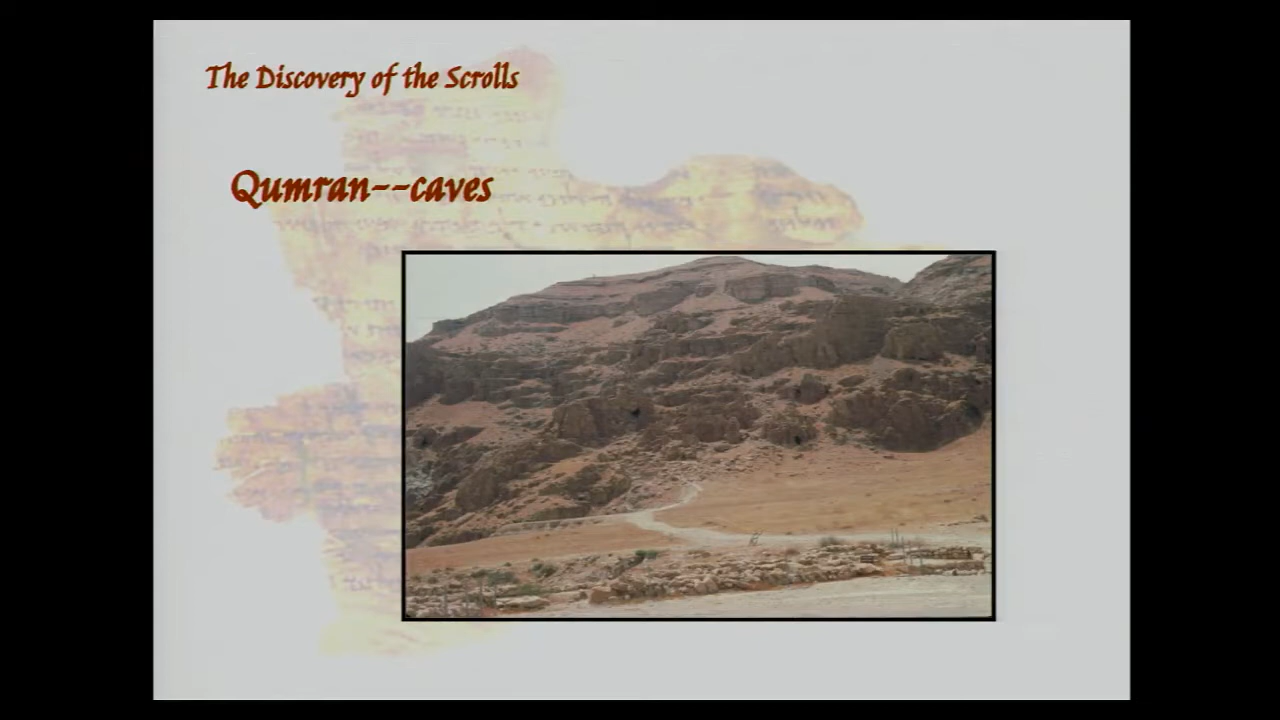 The Discovery of the Scrolls
Qumran--caves